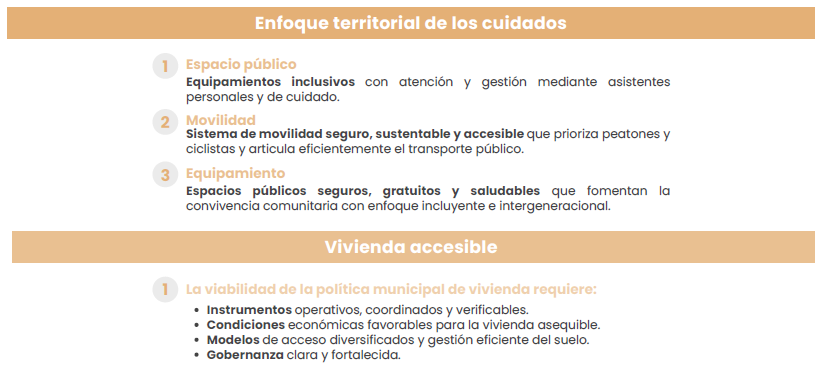 Enfoque territorial de los cuidados
1 Espacio público
Equipamientos inclusivos con atención y gestión mediante asistentes
personales y de cuidado.
2 Movilidad
Sistema de movilidad seguro, sustentable y accesible que prioriza peatones y
ciclistas y articula eficientemente el transporte público.
3 Equipamiento
Espacios públicos seguros, gratuitos y saludables que fomentan la
convivencia comunitaria con enfoque incluyente e intergeneracional.
Vivienda accesible
1 La viabilidad de la política municipal de vivienda requiere:
• Instrumentos operativos, coordinados y verificables.
• Condiciones económicas favorables para la vivienda asequible.
• Modelos de acceso diversificados y gestión eficiente del suelo.
• Gobernanza clara y fortalecida.